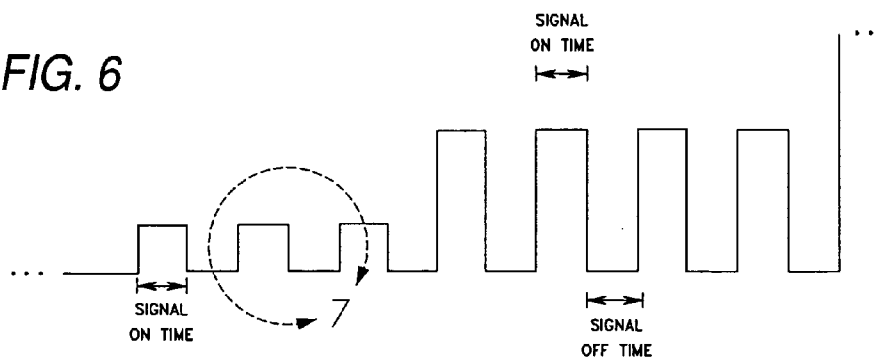 FIG. 6
SIGNAL
ON TIME
SIGNAL
ON TIME
7
SIGNAL
OFF TIME